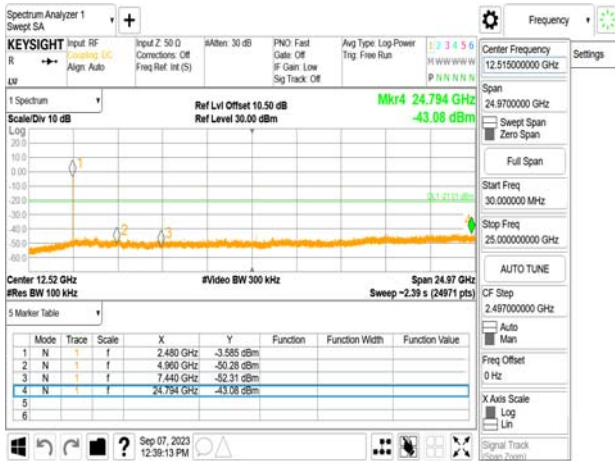 Spectrum Analyzer 1
Swept SA
+
Frequency
KEYSIGHT
Input: RF
Coupling: DC
Align: Auto
Input Z: 50 Ω
Corrections: Off
Freq Ref: Int (S)
#Atten: 30 dB
PNO: Fast
Gate: Off
IF Gain: Low
Sig Track: Off
Avg Type: Log-Power
Trig: Free Run
1 2 3 4 5 6
M W W W W W
P N N N N N
R
LXI
1 Spectrum
Scale/Div 10 dB
Ref Lvl Offset 10.50 dB
Ref Level 30.00 dBm
Mkr4 24.794 GHz
-43.08 dBm
Log
20.0
10.0
0.00
-10.0
-20.0
-30.0
-40.0
-50.0
-60.0
1
2
3
4
Center 12.52 GHz
#Res BW 100 kHz
#Video BW 300 kHz
Span 24.97 GHz
Sweep ~2.39 s (24971 pts)
5 Marker Table
Mode Trace Scale X Y Function Function Width Function Value
1 N 1 f 2.480 GHz -3.585 dBm
2 N 1 f 4.960 GHz -50.28 dBm
3 N 1 f 7.440 GHz -52.31 dBm
4 N 1 f 24.794 GHz -43.08 dBm
5
6
?
Sep 07, 2023
12:39:13 PM
Center Frequency
12.515000000 GHz
Settings
Span
24.9700000 GHz
Swept Span
Zero Span
Full Span
Start Freq
30.000000 MHz
Stop Freq
25.000000000 GHz
AUTO TUNE
CF Step
2.497000000 GHz
Auto
Man
Freq Offset
0 Hz
X Axis Scale
Log
Lin
Signal Track
(Span Zoom)